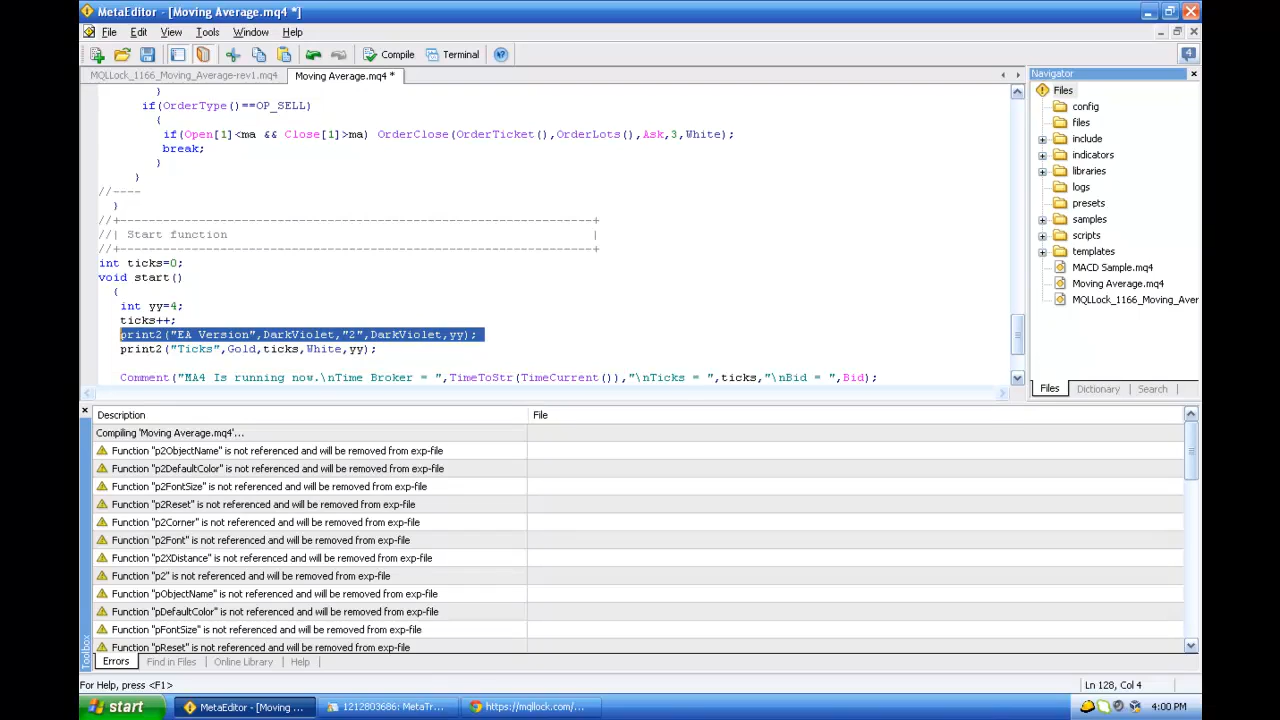 MetaEditor - [Moving Average.mq4 *]
File Edit View Tools Window Help
Compile Terminal 4
MQLLock_1166_Moving_Average-rev1.mq4 Moving Average.mq4 *
}
if(OrderType()==OP_SELL)
{
if(Open[1]<ma && Close[1]>ma) OrderClose(OrderTicket(),OrderLots(),Ask,3,White);
break;
}
}
//----
}
//+------------------------------------------------------------------+
//| Start function |
//+------------------------------------------------------------------+
int ticks=0;
void start()
{
int yy=4;
ticks++;
print2("EA Version",DarkViolet,"2",DarkViolet,yy);
print2("Ticks",Gold,ticks,White,yy);
Comment("MA4 Is running now.\nTime Broker = ",TimeToStr(TimeCurrent()),"\nTicks = ",ticks,"\nBid = ",Bid);
Navigator
Files
config
files
include
indicators
libraries
logs
presets
samples
scripts
templates
MACD Sample.mq4
Moving Average.mq4
MQLLock_1166_Moving_Aver
Files Dictionary Search
Description File
Compiling 'Moving Average.mq4'...
Function "p2ObjectName" is not referenced and will be removed from exp-file
Function "p2DefaultColor" is not referenced and will be removed from exp-file
Function "p2FontSize" is not referenced and will be removed from exp-file
Function "p2Reset" is not referenced and will be removed from exp-file
Function "p2Corner" is not referenced and will be removed from exp-file
Function "p2Font" is not referenced and will be removed from exp-file
Function "p2XDistance" is not referenced and will be removed from exp-file
Function "p2" is not referenced and will be removed from exp-file
Function "pObjectName" is not referenced and will be removed from exp-file
Function "pDefaultColor" is not referenced and will be removed from exp-file
Function "pFontSize" is not referenced and will be removed from exp-file
Function "pReset" is not referenced and will be removed from exp-file
Toolbox
Errors Find in Files Online Library Help
For Help, press <F1> Ln 128, Col 4
start MetaEditor - [Moving ... 1212803686: MetaTr... https://mqllock.com/... 4:00 PM